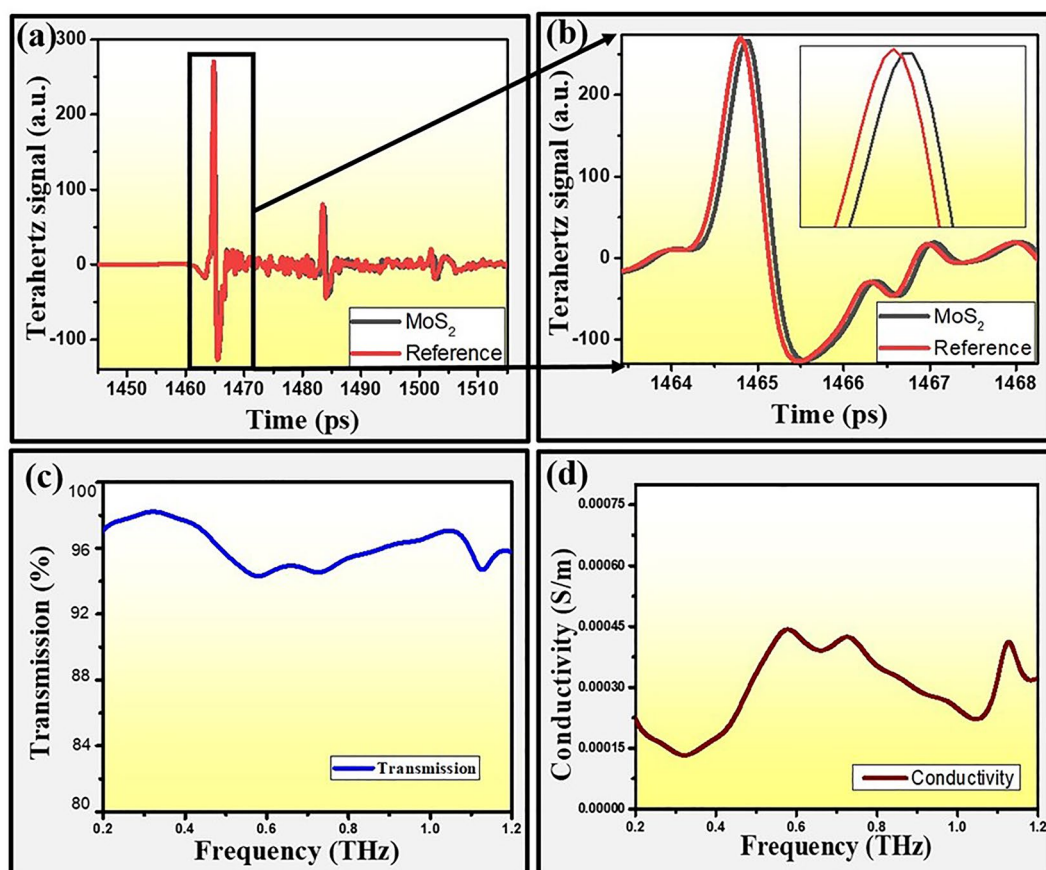 (a)
300
200
100
0
-100
Terahertz signal (a.u.)
MoS2
Reference
1450 1460 1470 1480 1490 1500 1510
Time (ps)
(b)
200
100
0
-100
Terahertz signal (a.u.)
MoS2
Reference
1464 1465 1466 1467 1468
Time (ps)
(c)
100
96
92
88
84
80
Transmission (%)
Transmission
0.2 0.4 0.6 0.8 1.0 1.2
Frequency (THz)
(d)
0.00075
0.00060
0.00045
0.00030
0.00015
0.00000
Conductivity (S/m)
Conductivity
0.2 0.4 0.6 0.8 1.0 1.2
Frequency (THz)